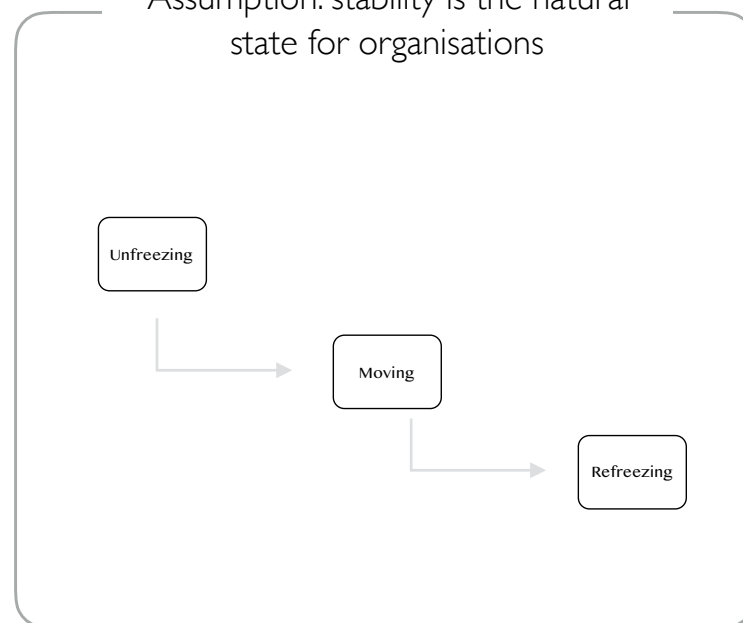 Assumption: stability is the natural
state for organisations
Unfreezing
Moving
Refreezing